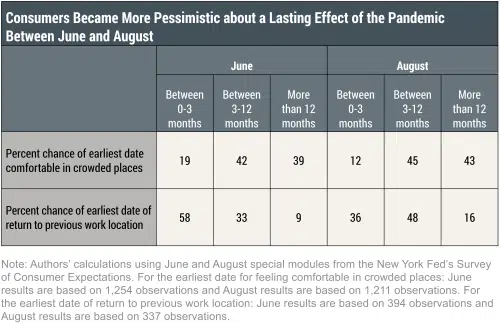 Consumers Became More Pessimistic about a Lasting Effect of the Pandemic
Between June and August
June August
Between 0-3 months Between 3-12 months More than 12 months Between 0-3 months Between 3-12 months More than 12 months
Percent chance of earliest date comfortable in crowded places 19 42 39 12 45 43
Percent chance of earliest date of return to previous work location 58 33 9 36 48 16
Note: Authors' calculations using June and August special modules from the New York Fed's Survey
of Consumer Expectations. For the earliest date for feeling comfortable in crowded places: June
results are based on 1,254 observations and August results are based on 1,211 observations. For
the earliest date of return to previous work location: June results are based on 394 observations and
August results are based on 337 observations.